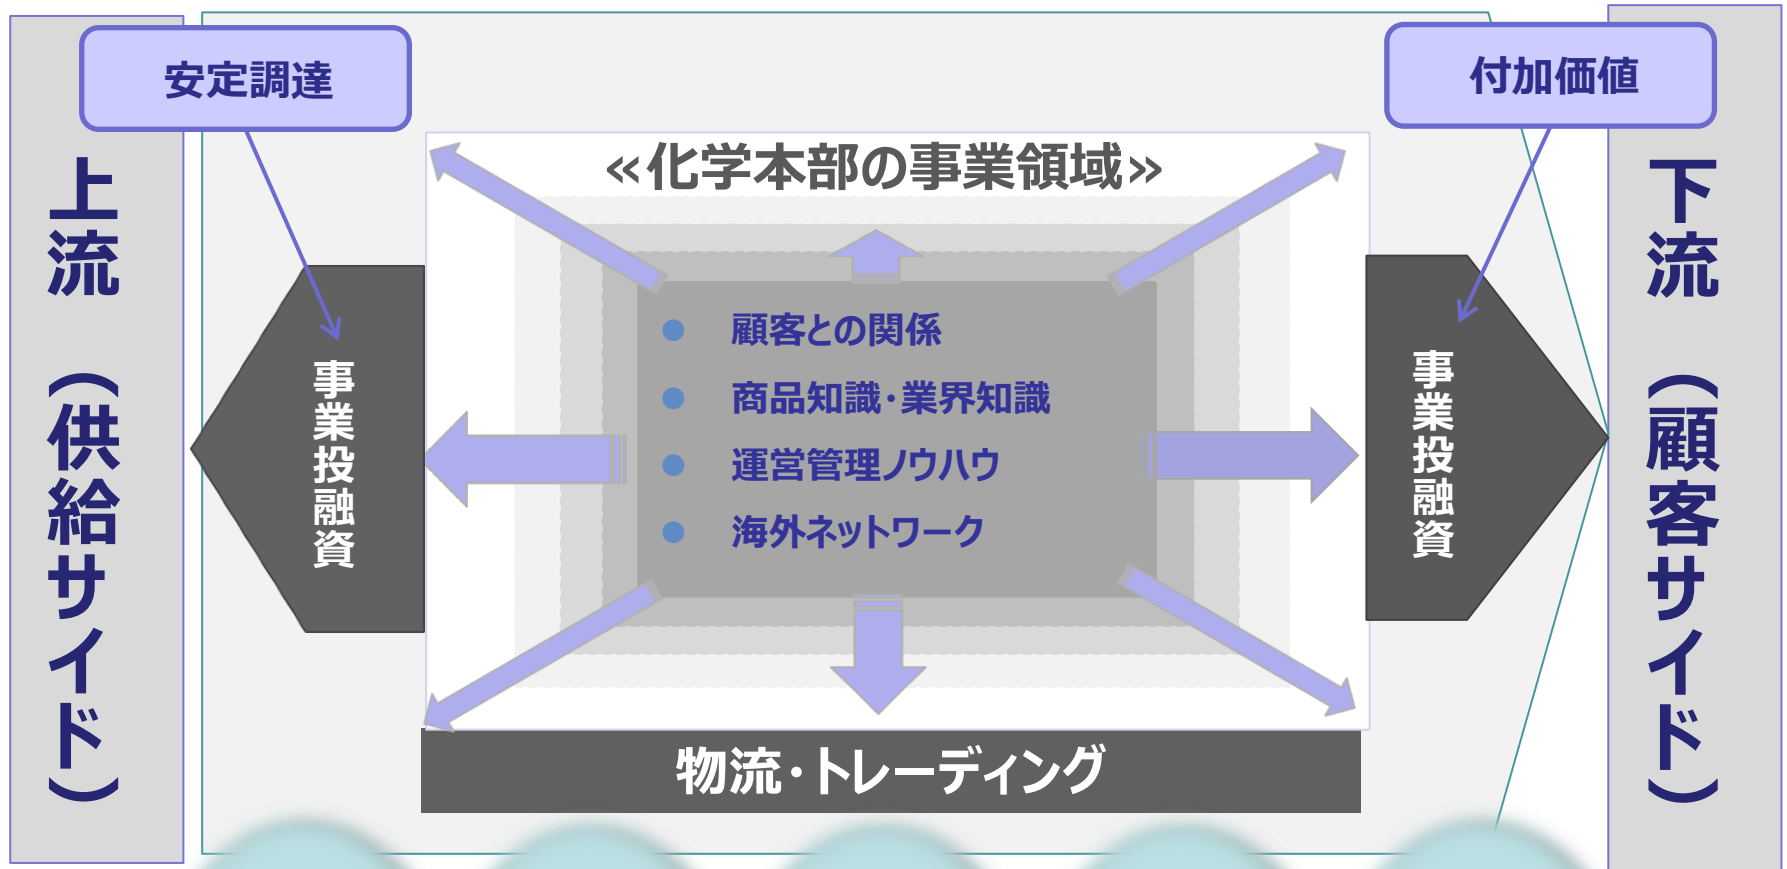 安定調達
付加価値
上流 （供給サイド）
≪化学本部の事業領域≫
事業投融資
● 顧客との関係
● 商品知識・業界知識
● 運営管理ノウハウ
● 海外ネットワーク
事業投融資
下流 （顧客サイド）
物流・トレーディング